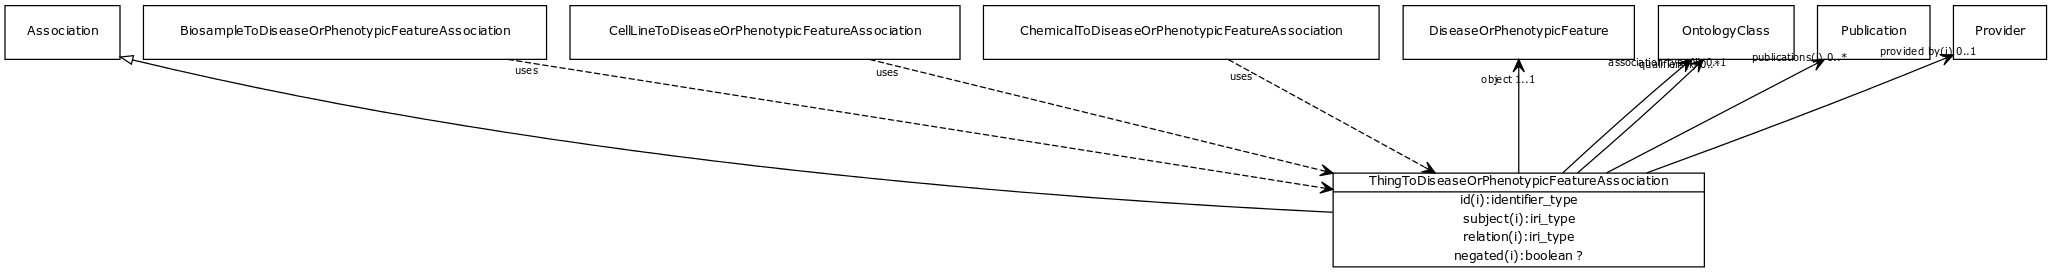 Association
BiosampleToDiseaseOrPhenotypicFeatureAssociation
CellLineToDiseaseOrPhenotypicFeatureAssociation
ChemicalToDiseaseOrPhenotypicFeatureAssociation
DiseaseOrPhenotypicFeature
OntologyClass
Publication
Provider
uses
uses
uses
object 1..1
publications(i) 0..*
provided by(i) 0..1
ThingToDiseaseOrPhenotypicFeatureAssociation
id(i):identifier_type
subject(i):iri_type
relation(i):iri_type
negated(i):boolean ?